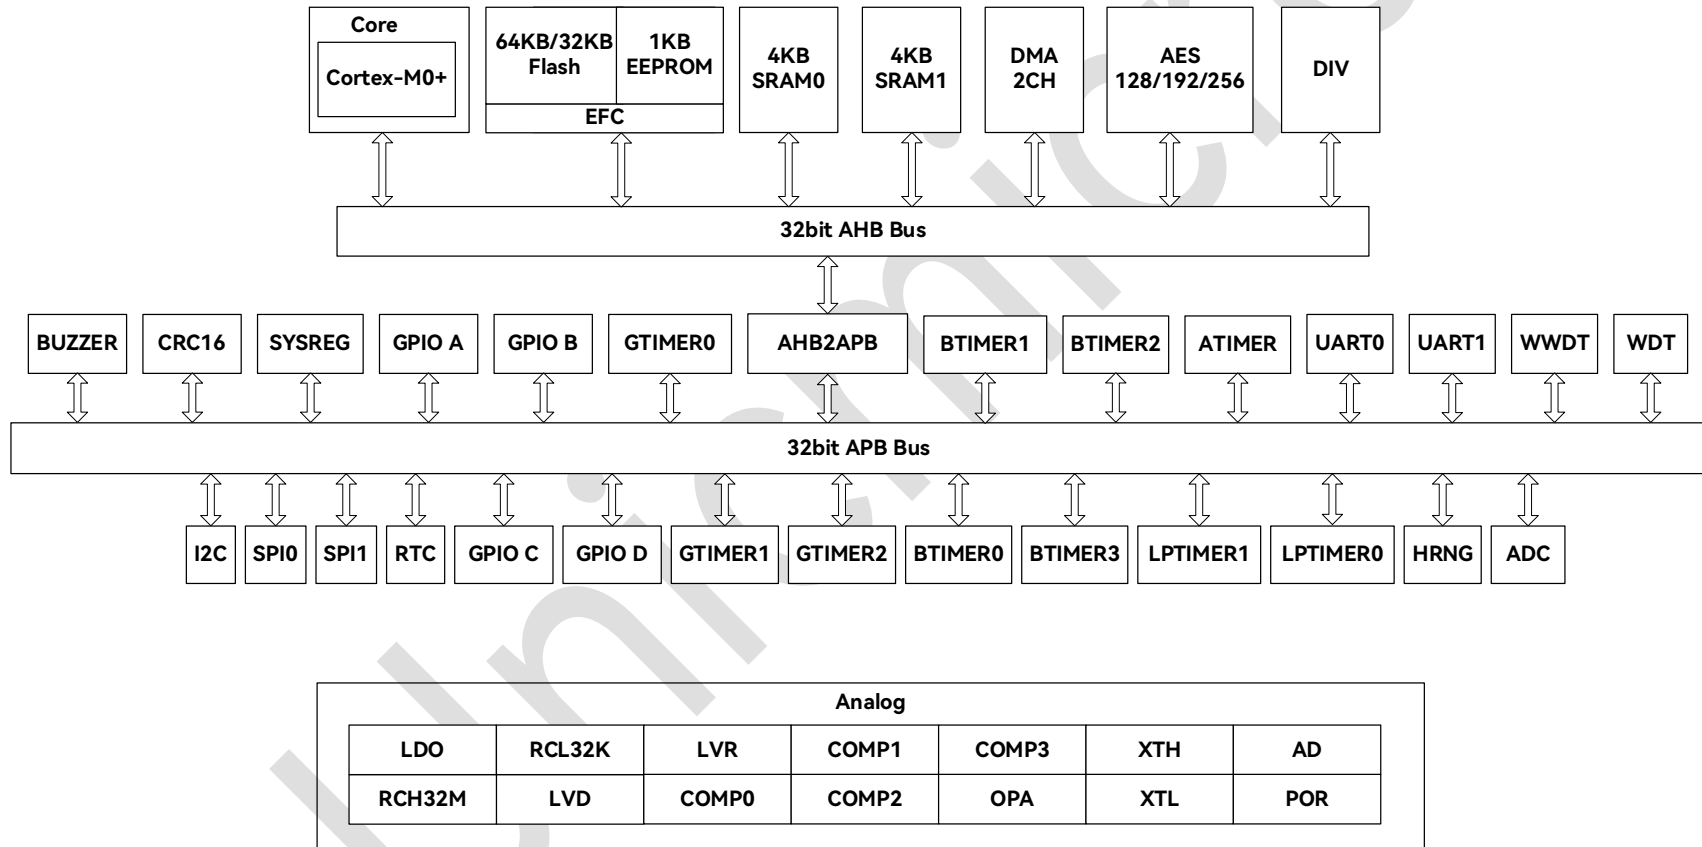 Core
Cortex-M0+
64KB/32KB
Flash
1KB
EEPROM
EFC
4KB
SRAM0
4KB
SRAM1
DMA
2CH
AES
128/192/256
DIV
32bit AHB Bus
BUZZER
CRC16
SYSREG
GPIO A
GPIO B
GTIMER0
AHB2APB
BTIMER1
BTIMER2
ATIMER
UART0
UART1
WWDT
WDT
32bit APB Bus
I2C
SPI0
SPI1
RTC
GPIO C
GPIO D
GTIMER1
GTIMER2
BTIMER0
BTIMER3
LPTIMER1
LPTIMER0
HRNG
ADC
Analog
LDO
RCL32K
LVR
COMP1
COMP3
XTH
AD
RCH32M
LVD
COMP0
COMP2
OPA
XTL
POR